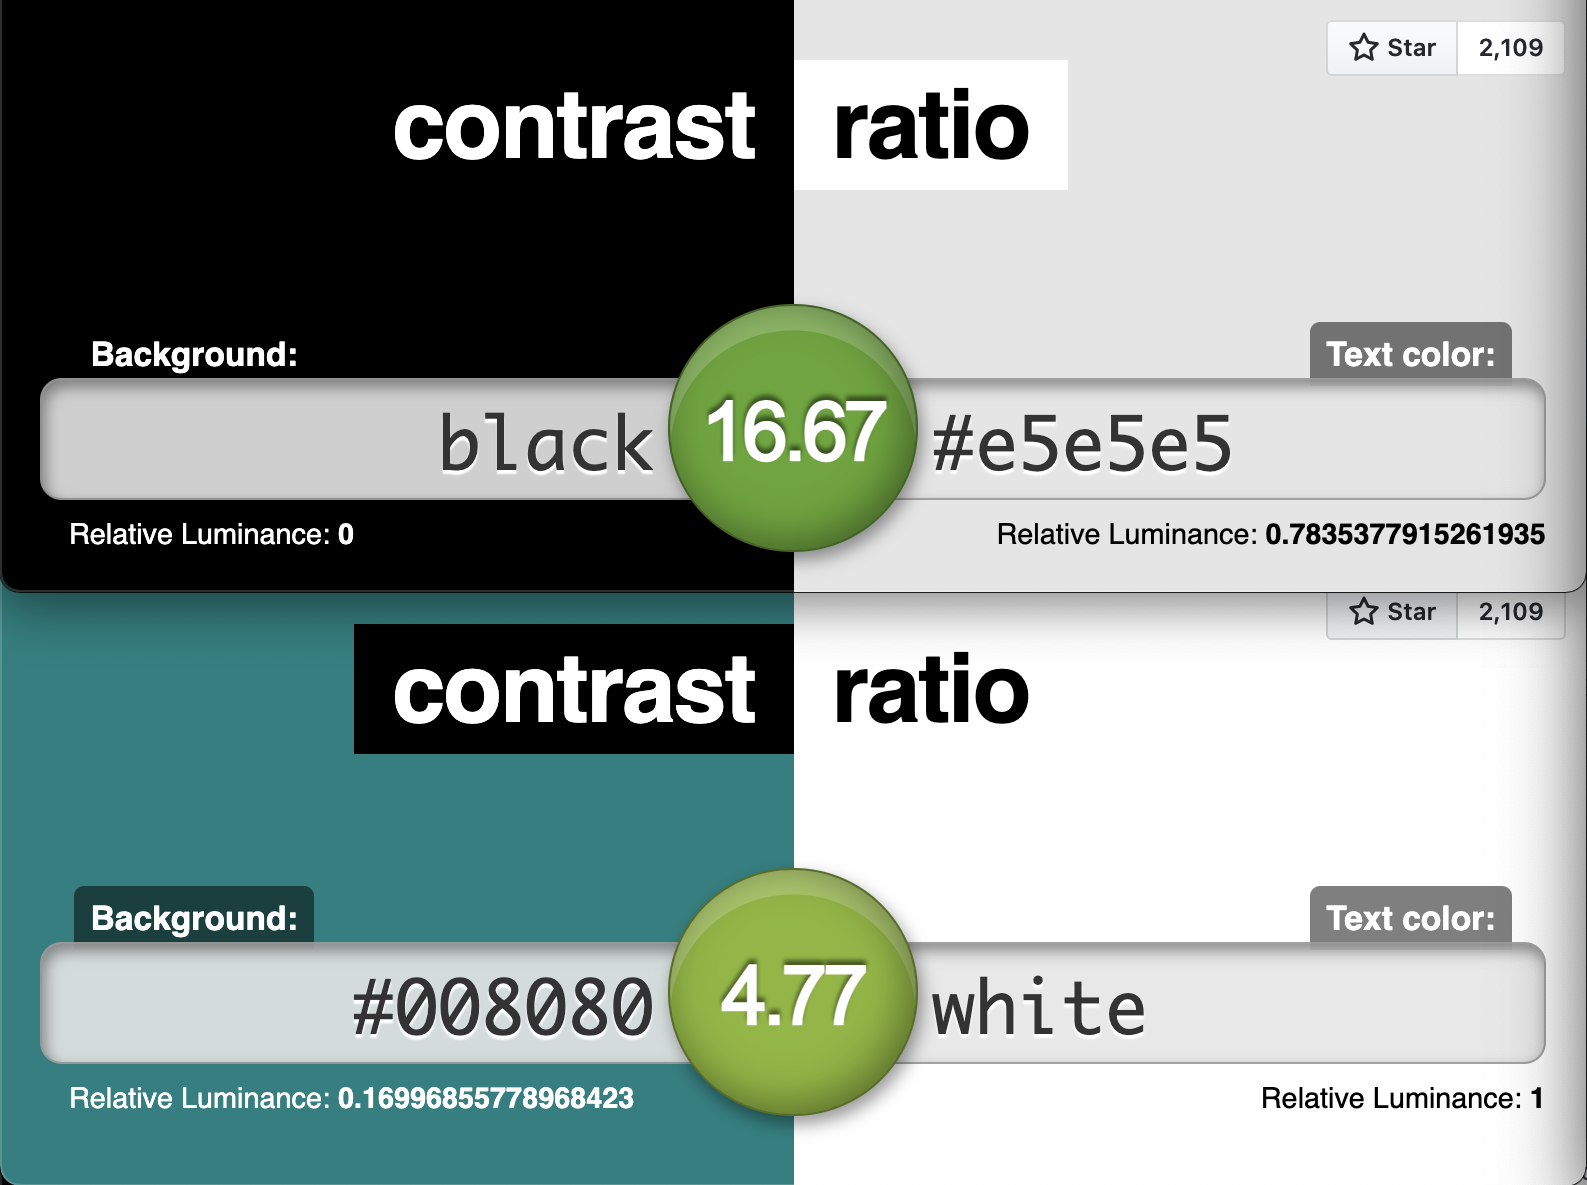 Star 2,109
contrast ratio
Background:
Text color:
black 16.67 #e5e5e5
Relative Luminance: 0
Relative Luminance: 0.7835377915261935
Star 2,109
contrast ratio
Background:
Text color:
#008080 4.77 white
Relative Luminance: 0.16996855778968423
Relative Luminance: 1